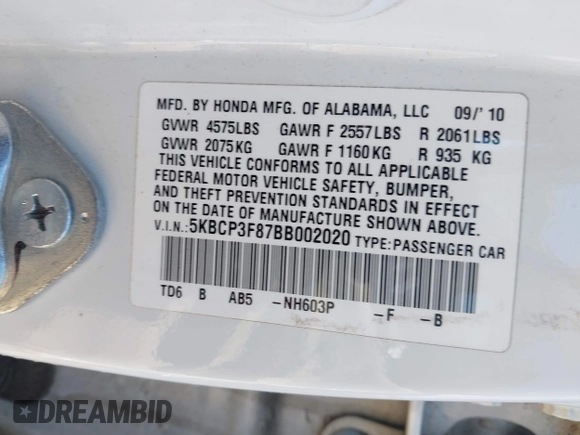 MFD. BY HONDA MFG. OF ALABAMA, LLC 09/'10
GVWR 4575LBS GAWR F 2557LBS R 2061LBS
GVWR 2075KG GAWR F 1160KG R 935 KG
THIS VEHICLE CONFORMS TO ALL APPLICABLE
FEDERAL MOTOR VEHICLE SAFETY, BUMPER,
AND THEFT PREVENTION STANDARDS IN EFFECT
ON THE DATE OF MANUFACTURE SHOWN ABOVE.
V.I.N.:5KBCP3F87BB002020 TYPE:PASSENGER CAR
TD6 B AB5 -NH603P -F -B
DREAMBID